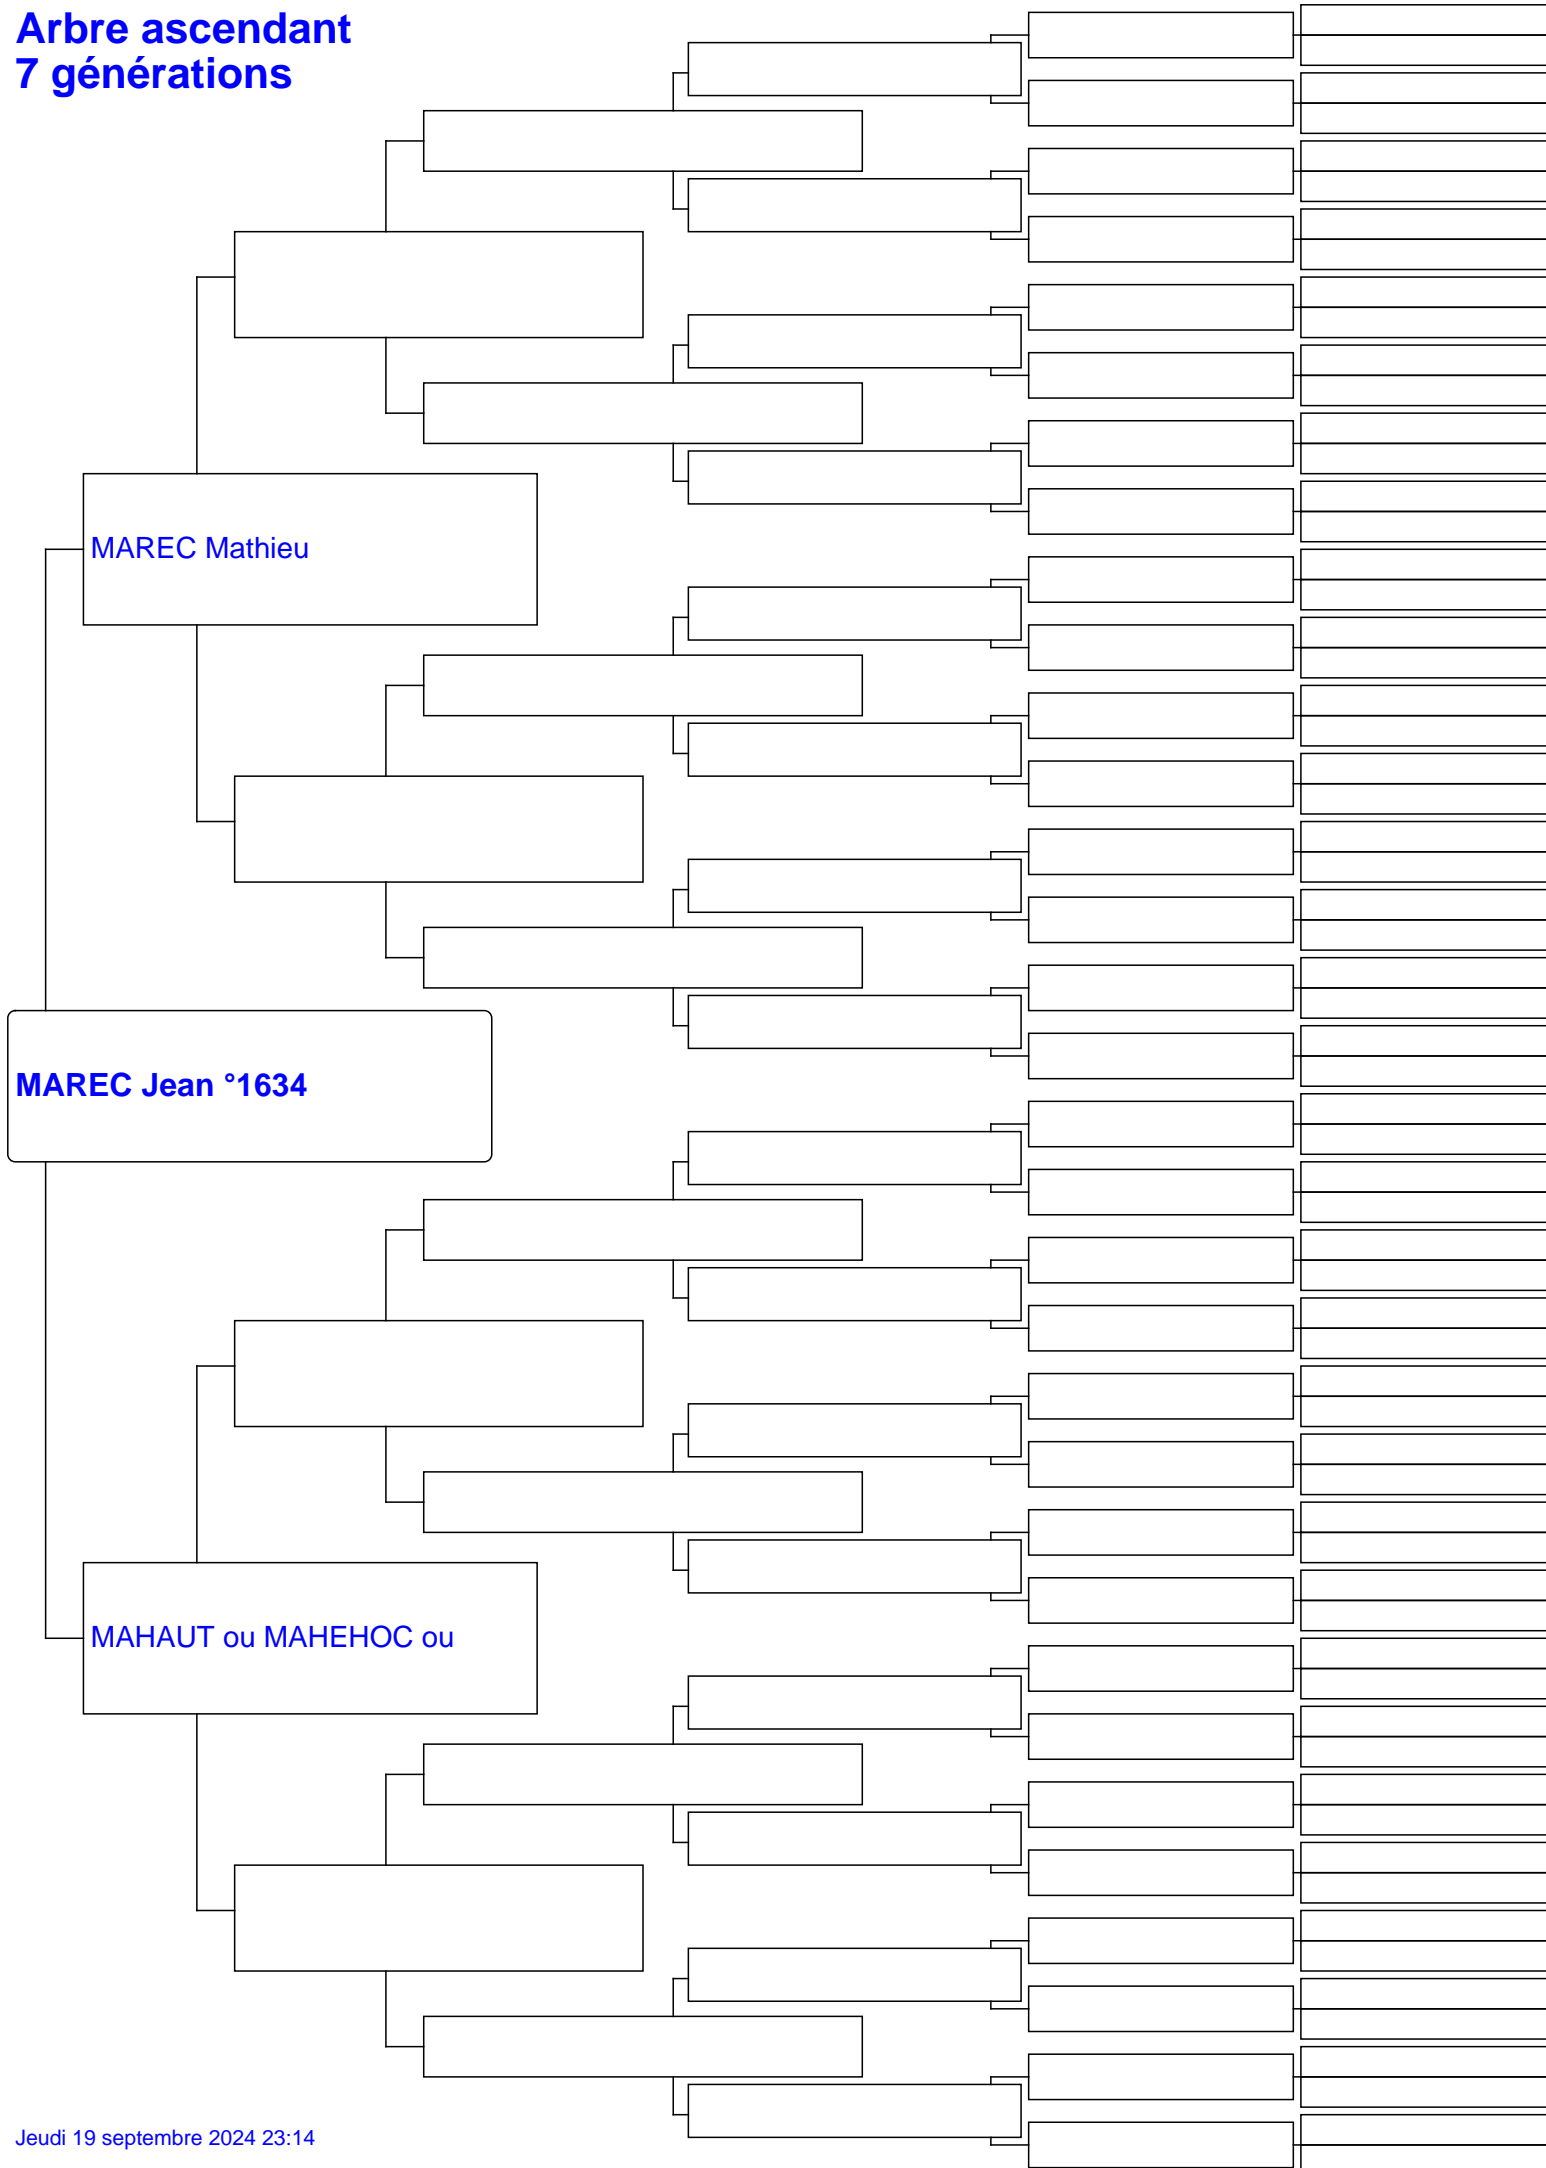 Arbre ascendant
7 générations
MAREC Mathieu
MAREC Jean °1634
MAHAUT ou MAHEHOC ou
Jeudi 19 septembre 2024 23:14